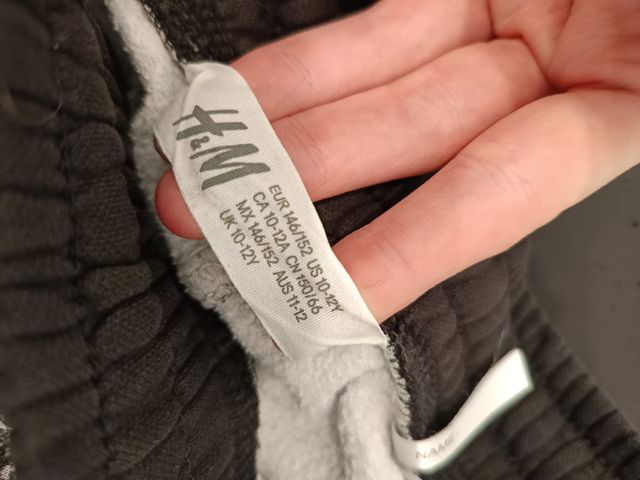 H&M
EUR 146/152 US 10-12Y
CA 10-12A CN 150/66
MX 146/152 AUS 11-12
UK 10-12Y
NAME